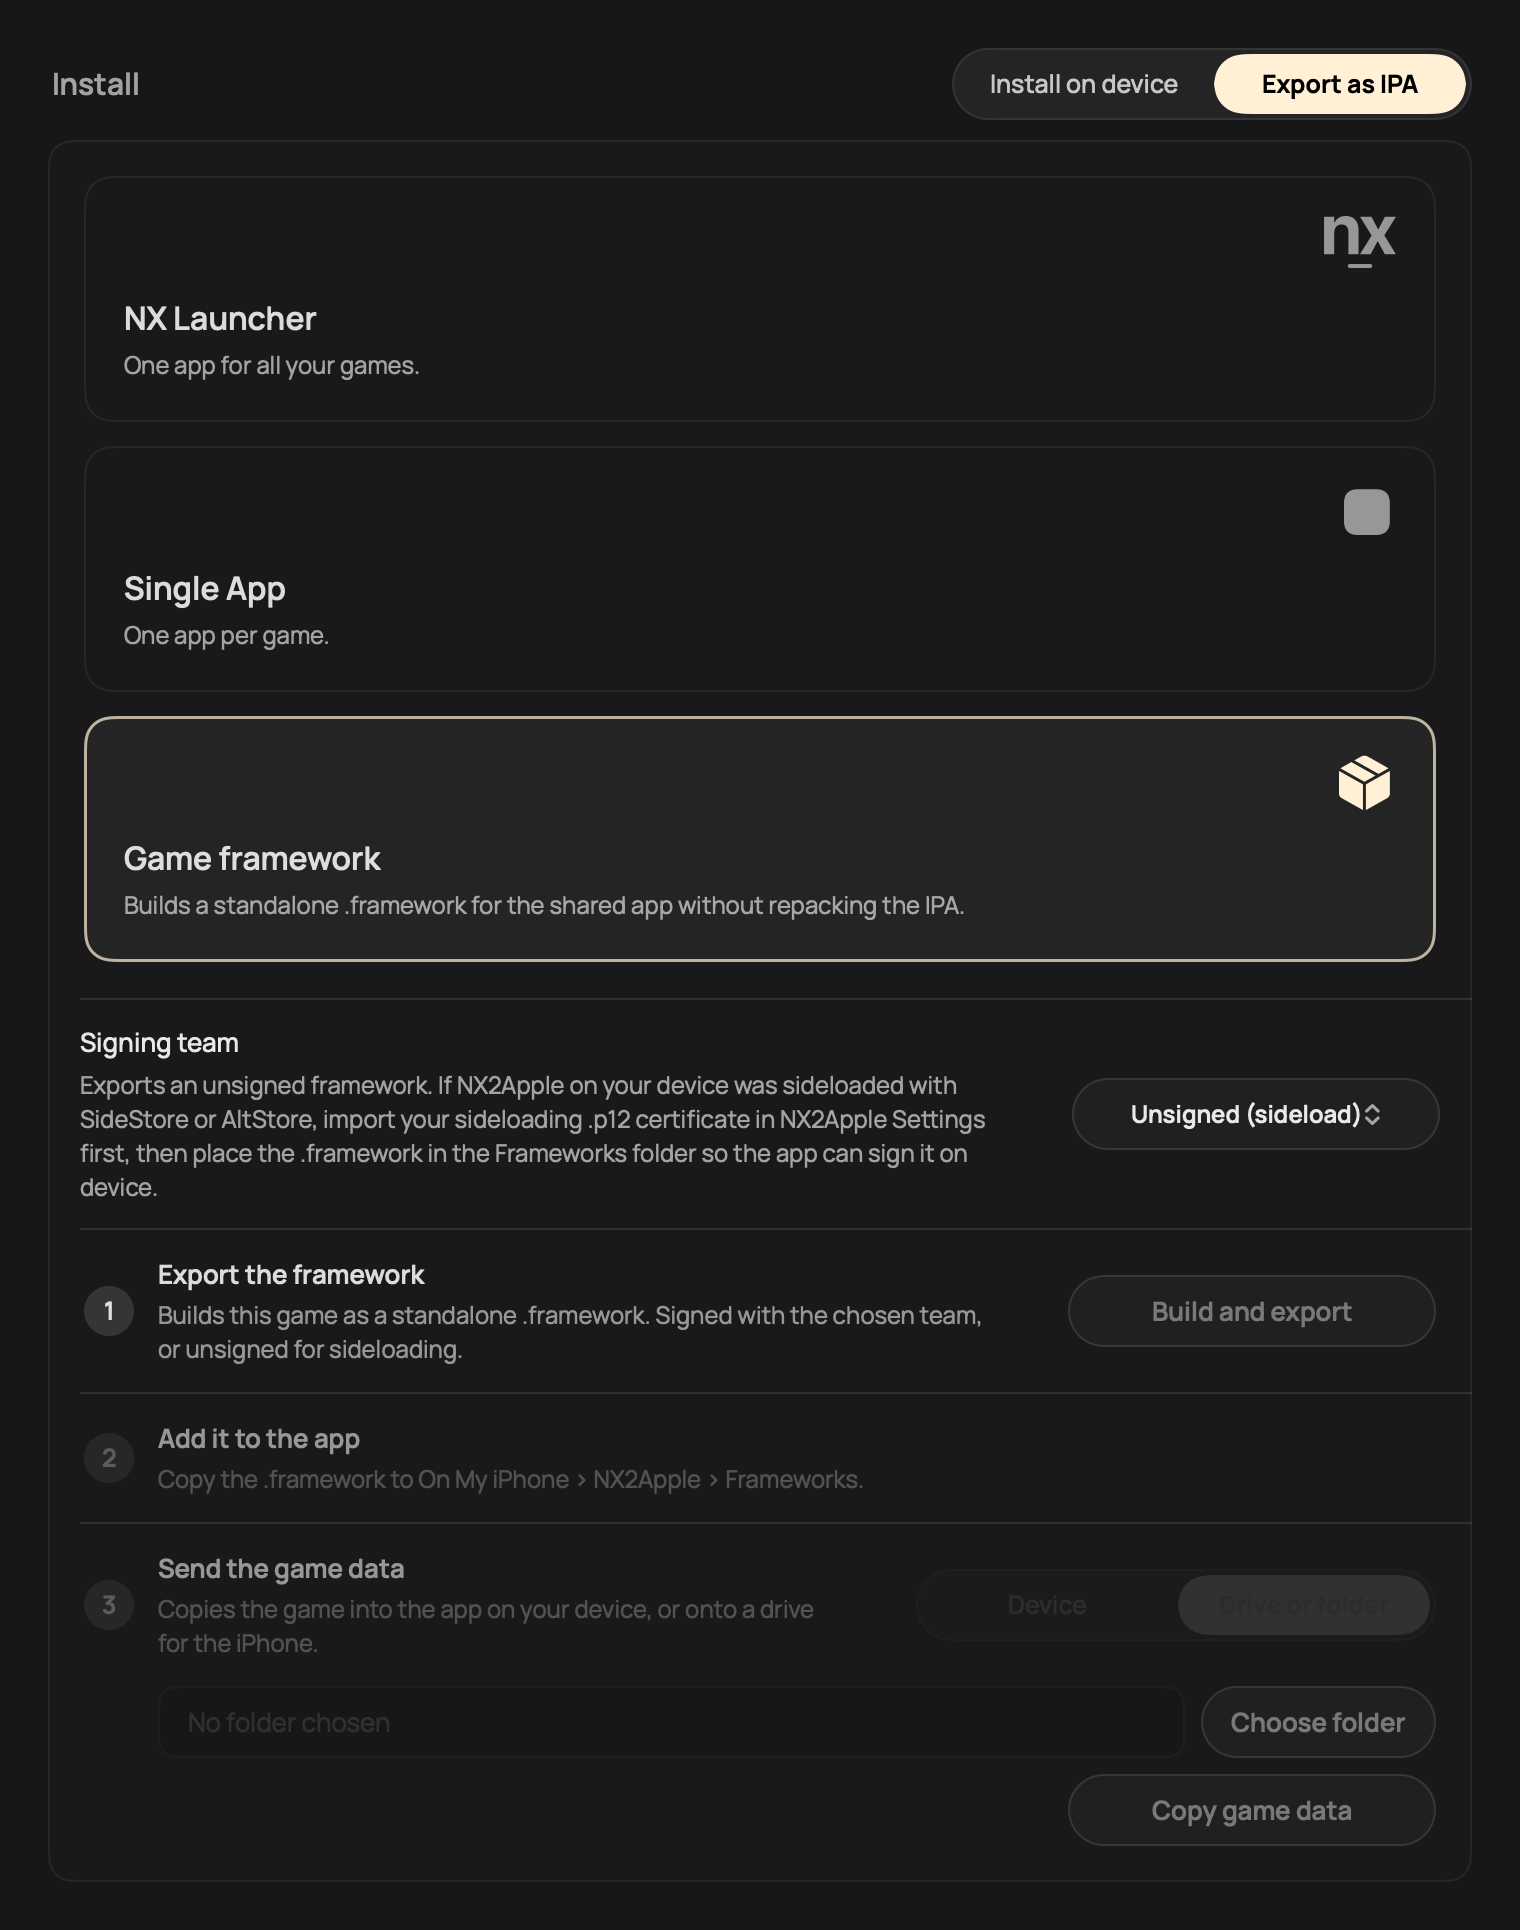 Install
Install on device
Export as IPA
nx
NX Launcher
One app for all your games.
Single App
One app per game.
Game framework
Builds a standalone .framework for the shared app without repacking the IPA.
Signing team
Exports an unsigned framework. If NX2Apple on your device was sideloaded with
SideStore or AltStore, import your sideloading .p12 certificate in NX2Apple Settings
first, then place the .framework in the Frameworks folder so the app can sign it on
device.
Unsigned (sideload)
1
Export the framework
Builds this game as a standalone .framework. Signed with the chosen team,
or unsigned for sideloading.
Build and export
2
Add it to the app
Copy the .framework to On My iPhone > NX2Apple > Frameworks.
3
Send the game data
Copies the game into the app on your device, or onto a drive
for the iPhone.
Device
Drive or folder
No folder chosen
Choose folder
Copy game data